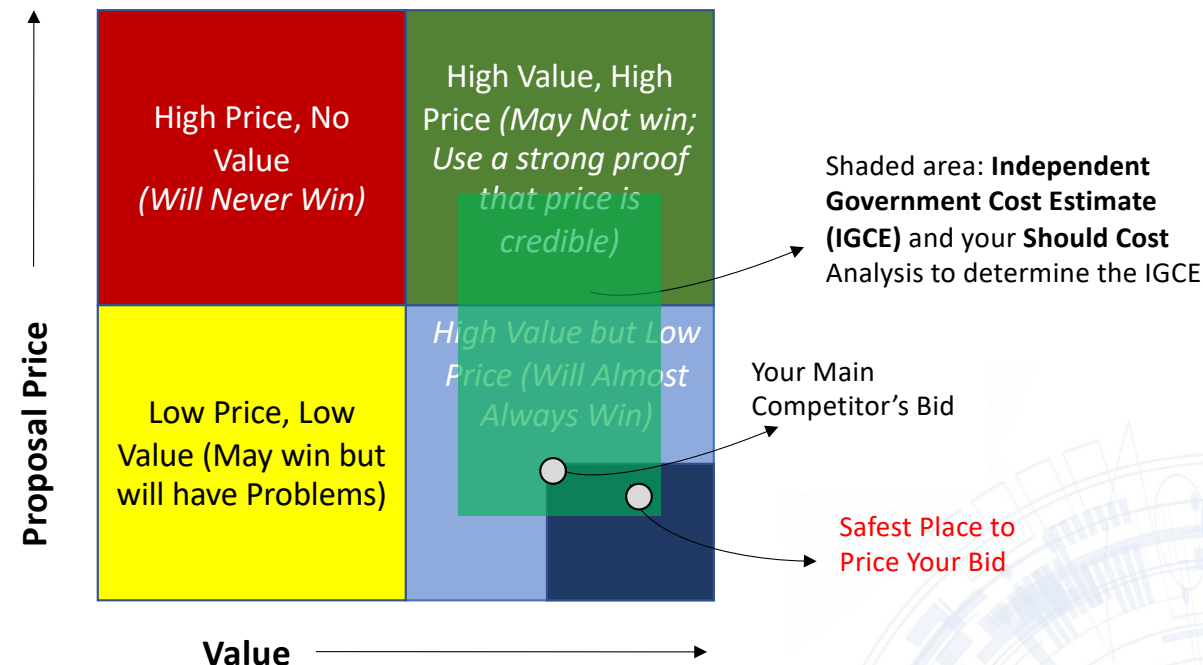 High Price, No
Value
(Will Never Win)
High Value, High
Price (May Not win;
Use a strong proof
that price is
credible)
Shaded area: Independent
Government Cost Estimate
(IGCE) and your Should Cost
Analysis to determine the IGCE
Proposal Price
Low Price, Low
Value (May win but
will have Problems)
High Value but Low
Price (Will Almost
Always Win)
Your Main
Competitor's Bid
Safest Place to
Price Your Bid
Value